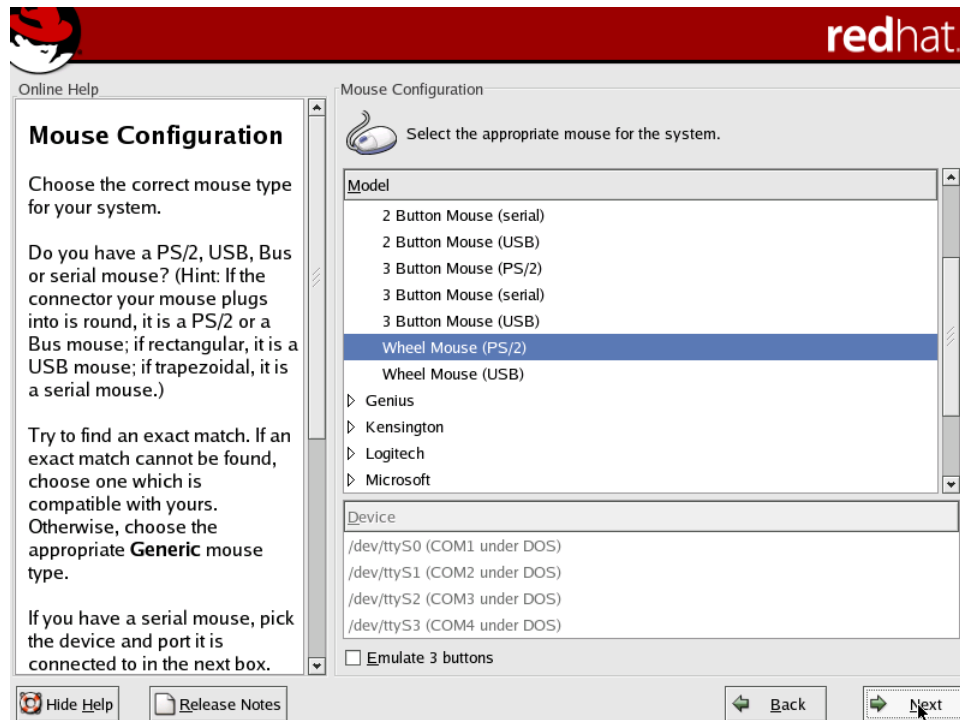 redhat.
Online Help
Mouse Configuration
Choose the correct mouse type
for your system.
Do you have a PS/2, USB, Bus
or serial mouse? (Hint: If the
connector your mouse plugs
into is round, it is a PS/2 or a
Bus mouse; if rectangular, it is a
USB mouse; if trapezoidal, it is
a serial mouse.)
Try to find an exact match. If an
exact match cannot be found,
choose one which is
compatible with yours.
Otherwise, choose the
appropriate Generic mouse
type.
If you have a serial mouse, pick
the device and port it is
connected to in the next box.
Mouse Configuration
Select the appropriate mouse for the system.
Model
2 Button Mouse (serial)
2 Button Mouse (USB)
3 Button Mouse (PS/2)
3 Button Mouse (serial)
3 Button Mouse (USB)
Wheel Mouse (PS/2)
Wheel Mouse (USB)
Genius
Kensington
Logitech
Microsoft
Device
/dev/ttyS0 (COM1 under DOS)
/dev/ttyS1 (COM2 under DOS)
/dev/ttyS2 (COM3 under DOS)
/dev/ttyS3 (COM4 under DOS)
Emulate 3 buttons
Hide Help
Release Notes
Back
Next